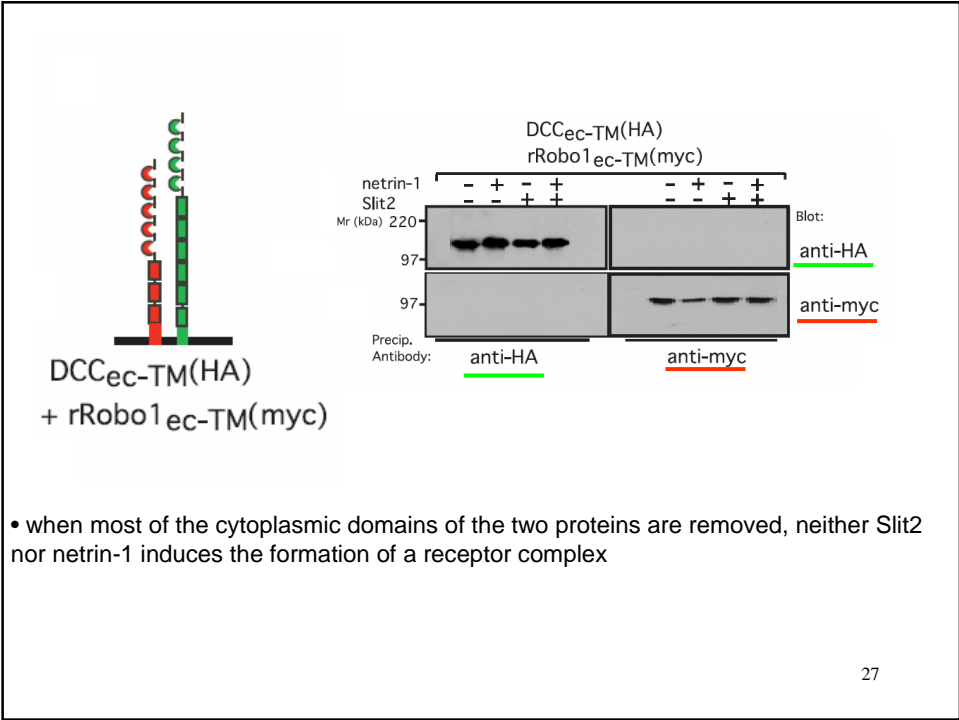 DCCec-TM(HA)
rRobo1ec-TM(myc)
netrin-1 - + - + - + - +
Slit2 - - + + - - + +
Mr (kDa) 220-
97-
97-
Blot:
anti-HA
anti-myc
Precip.
Antibody: anti-HA anti-myc
DCCec-TM(HA)
+ rRobo1ec-TM(myc)
• when most of the cytoplasmic domains of the two proteins are removed, neither Slit2
nor netrin-1 induces the formation of a receptor complex
27